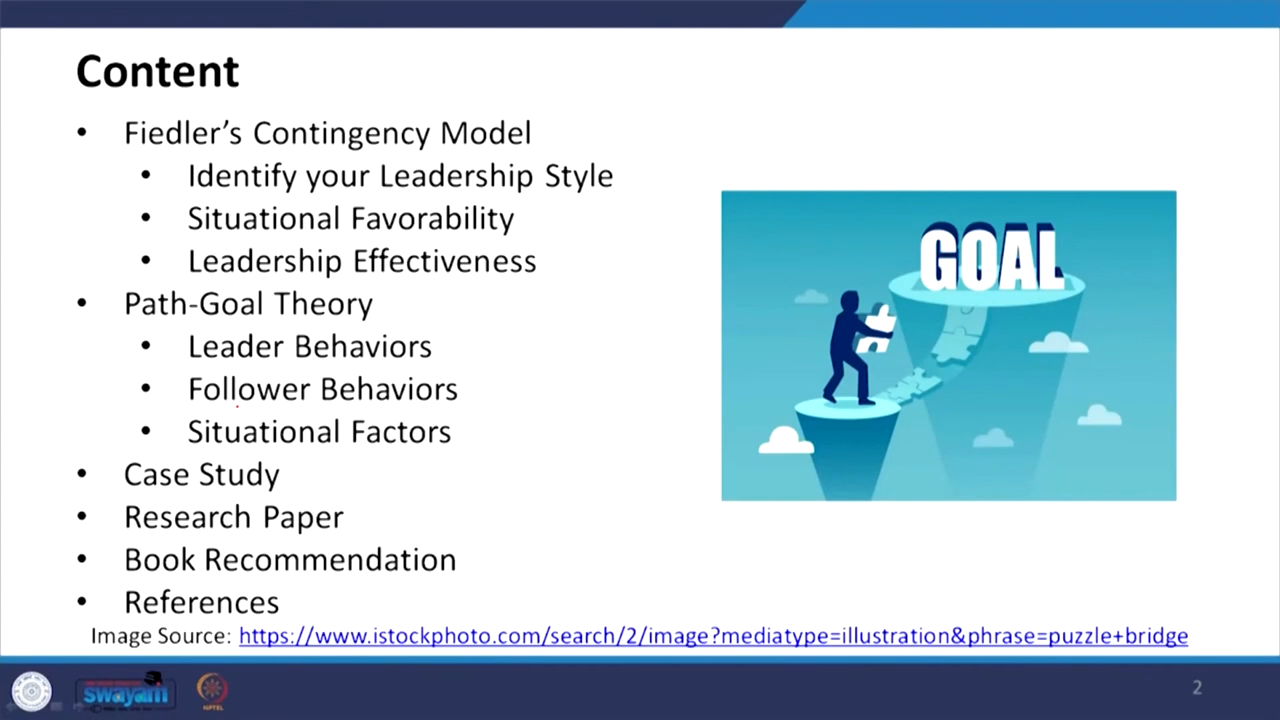 Content
• Fiedler’s Contingency Model
• Identify your Leadership Style
• Situational Favorability
• Leadership Effectiveness
• Path-Goal Theory
• Leader Behaviors
• Follower Behaviors
• Situational Factors
• Case Study
• Research Paper
• Book Recommendation
• References
GOAL
Image Source: https://www.istockphoto.com/search/2/image?mediatype=illustration&phrase=puzzle+bridge
swayam
NPTEL
2